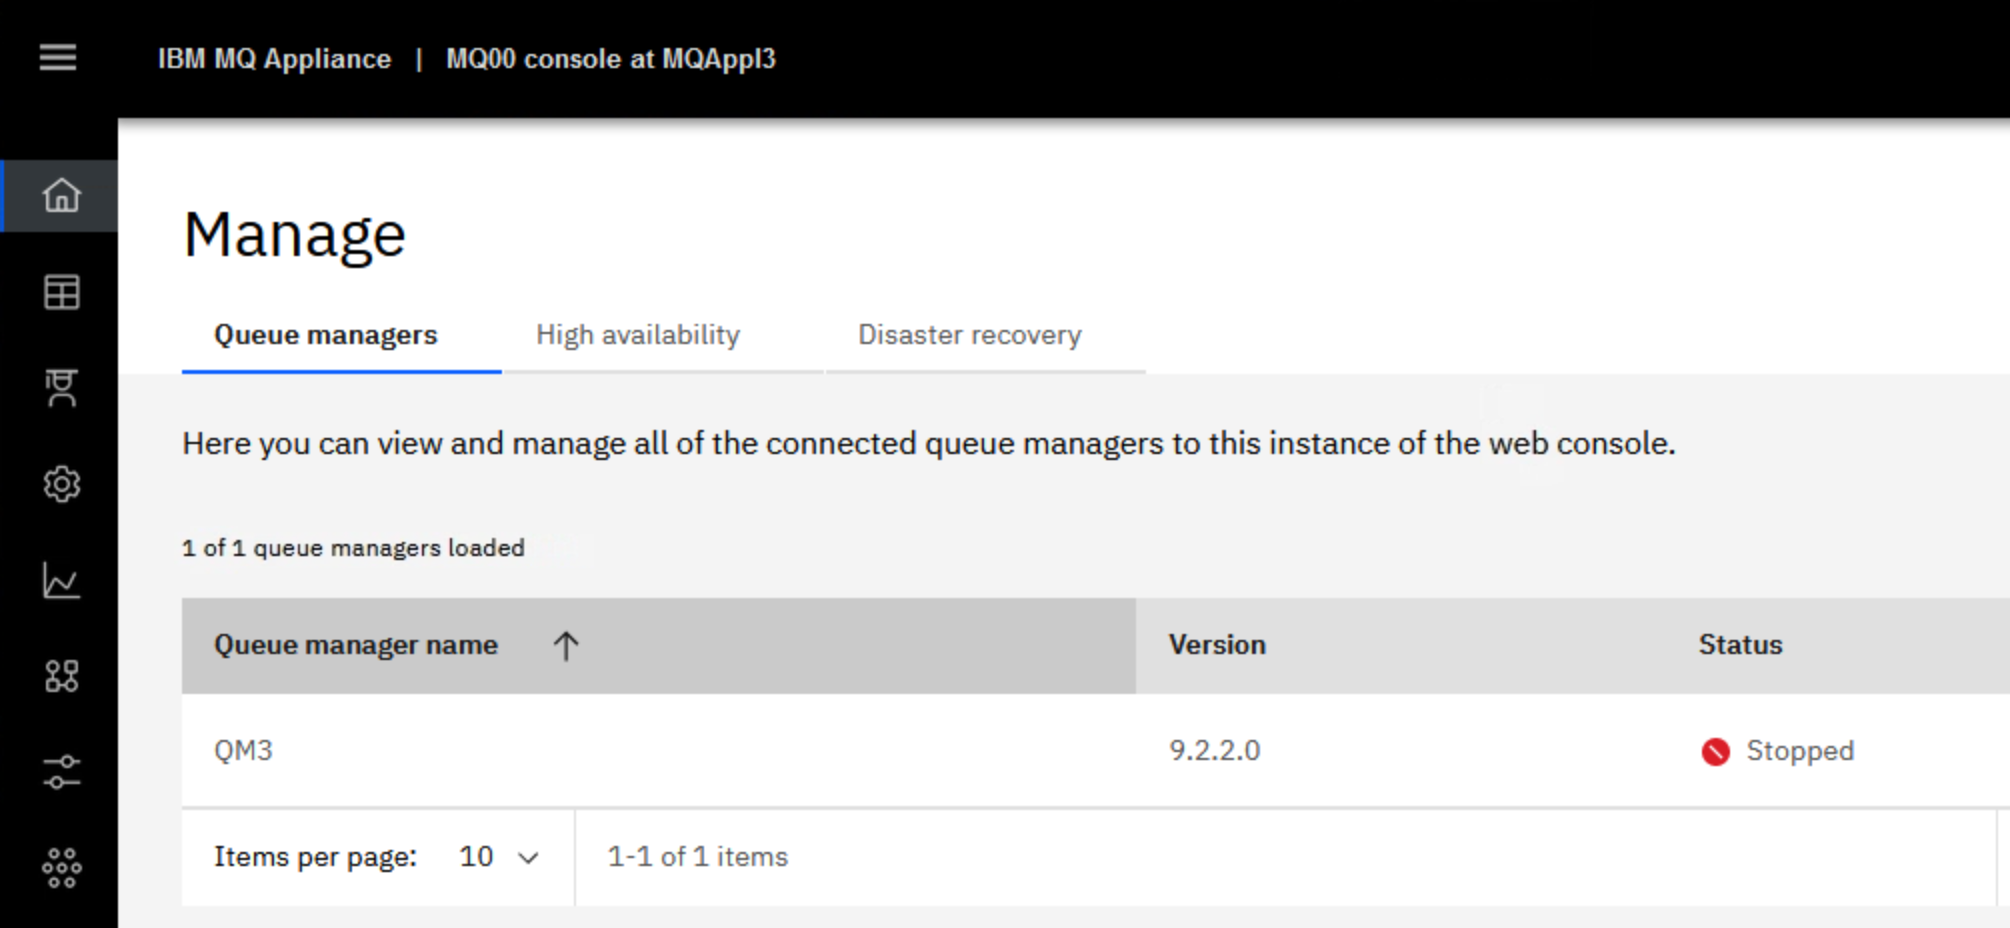 IBM MQ Appliance | MQ00 console at MQAppl3
Manage
Queue managers High availability Disaster recovery
Here you can view and manage all of the connected queue managers to this instance of the web console.
1 of 1 queue managers loaded
Queue manager name Version Status
QM3 9.2.2.0 Stopped
Items per page: 10 1-1 of 1 items